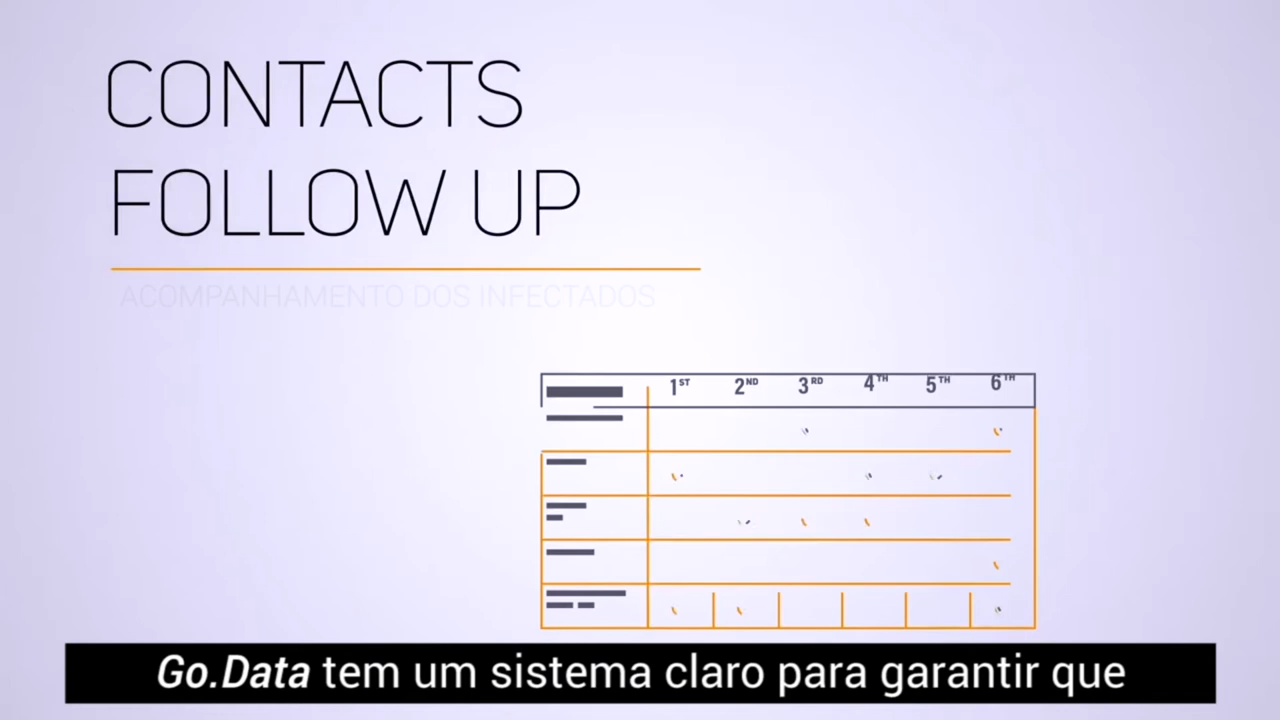 CONTACTS
FOLLOW UP
ACOMPANHAMENTO DOS INFECTADOS
1ST 2ND 3RD 4TH 5TH 6TH
Go.Data tem um sistema claro para garantir que